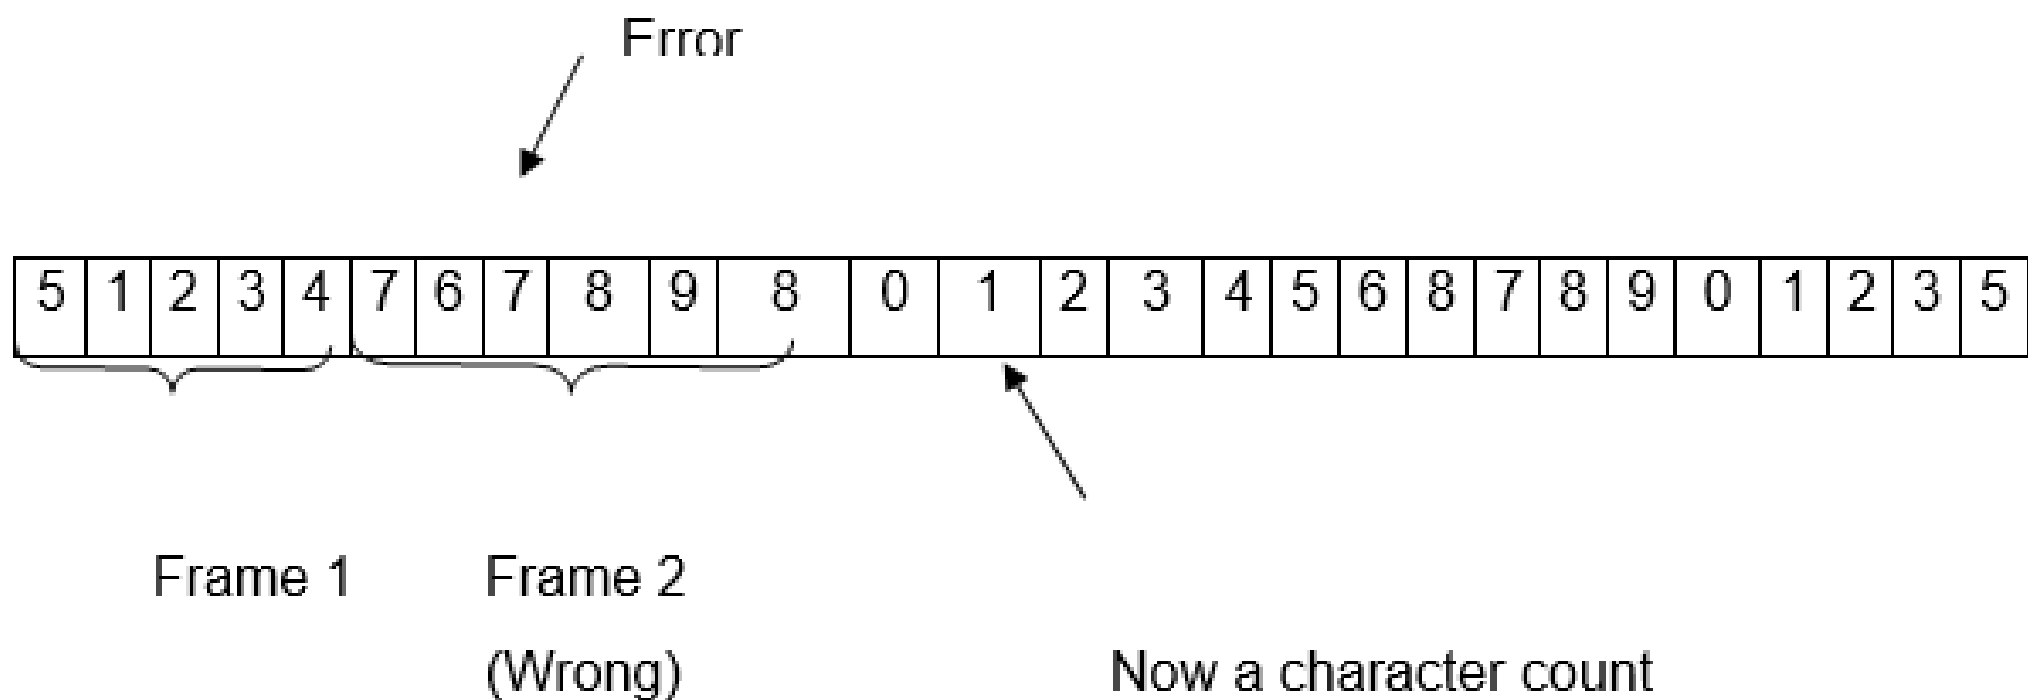 Error
5 1 2 3 4 7 6 7 8 9 8 0 1 2 3 4 5 6 8 7 8 9 0 1 2 3 5
Frame 1 Frame 2
(Wrong) Now a character count